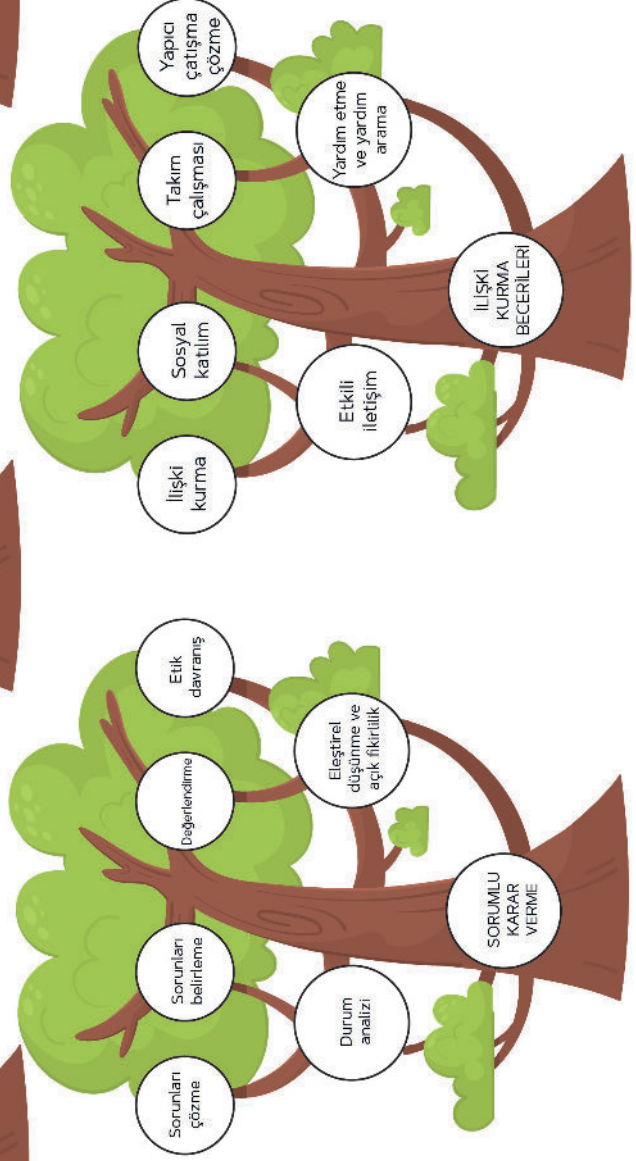 Sorunları
çözme
Sorunları
belirleme
Değerlendirme
Etik
davranış
Durum
analizi
Eleştirel
düşünme ve
açık fikirlilik
SORUMLU
KARAR
VERME
İlişki
kurma
Sosyal
katılım
Takım
çalışması
Yapıcı
çatışma
çözme
Etkili
iletişim
Yardım etme
ve yardım
arama
İLİŞKİ
KURMA
BECERİLERİ